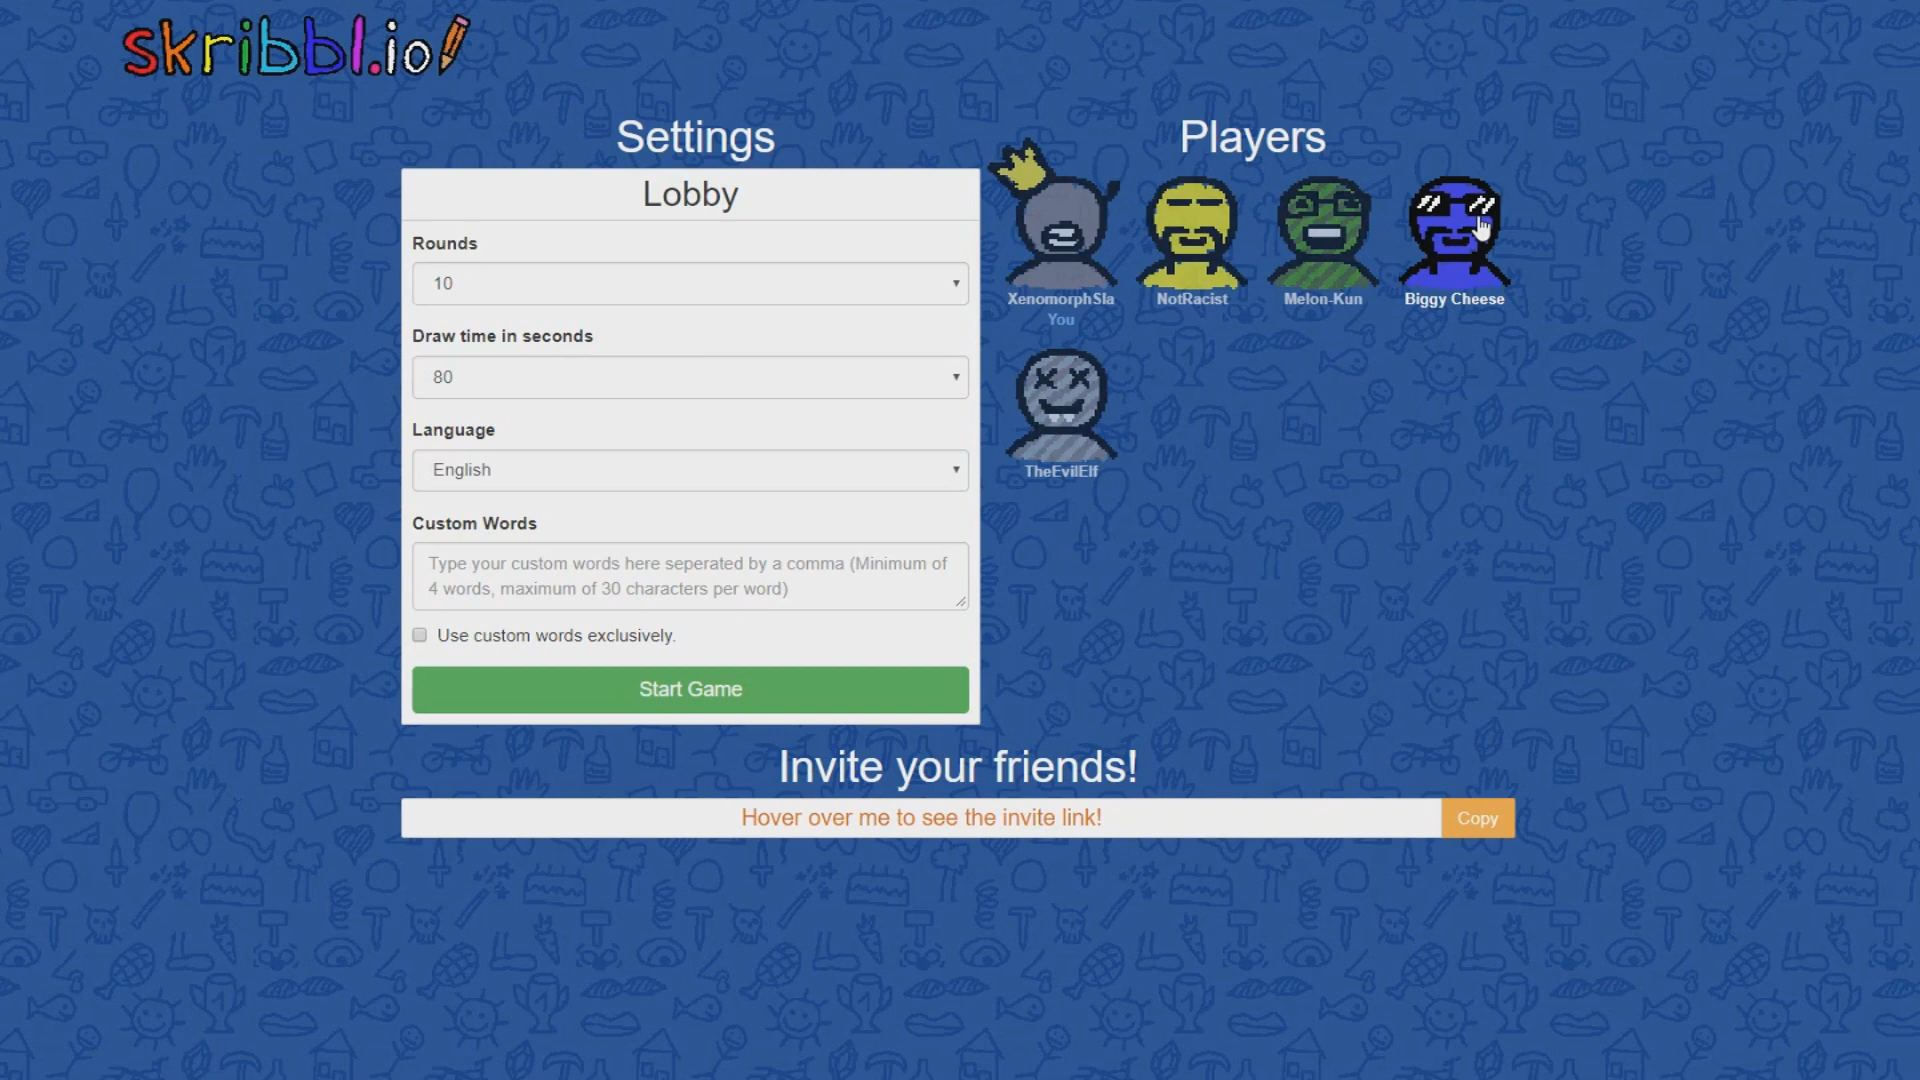 skribbl.io
Settings
Players
Lobby
Rounds
10
Draw time in seconds
80
Language
English
Custom Words
Type your custom words here seperated by a comma (Minimum of
4 words, maximum of 30 characters per word)
Use custom words exclusively.
Start Game
XenomorphSla
You
NotRacist
Melon-Kun
Biggy Cheese
TheEvilElf
Invite your friends!
Hover over me to see the invite link!
Copy